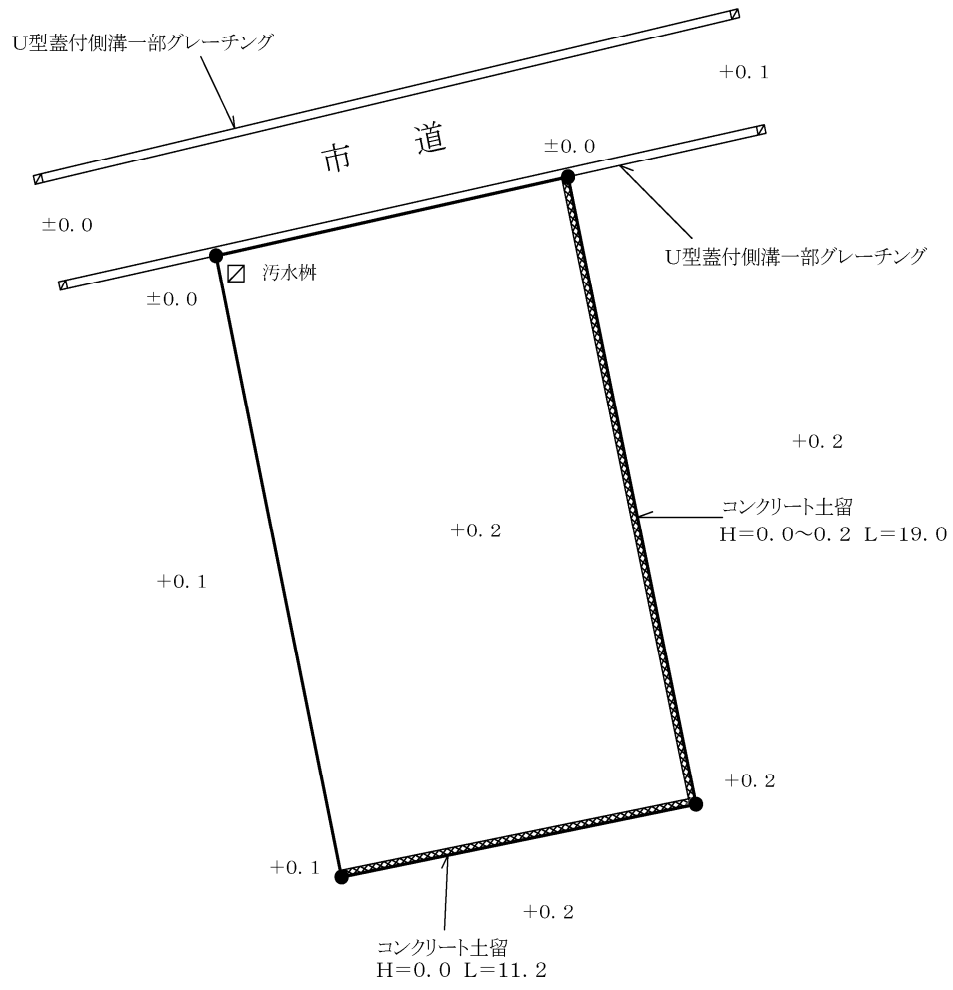 U型蓋付側溝一部グレーチング
+0.1
市 道
±0.0
±0.0
U型蓋付側溝一部グレーチング
汚水桝
±0.0
+0.2
コンクリート土留
H=0.0～0.2 L=19.0
+0.2
+0.1
+0.2
+0.1
+0.2
コンクリート土留
H=0.0 L=11.2